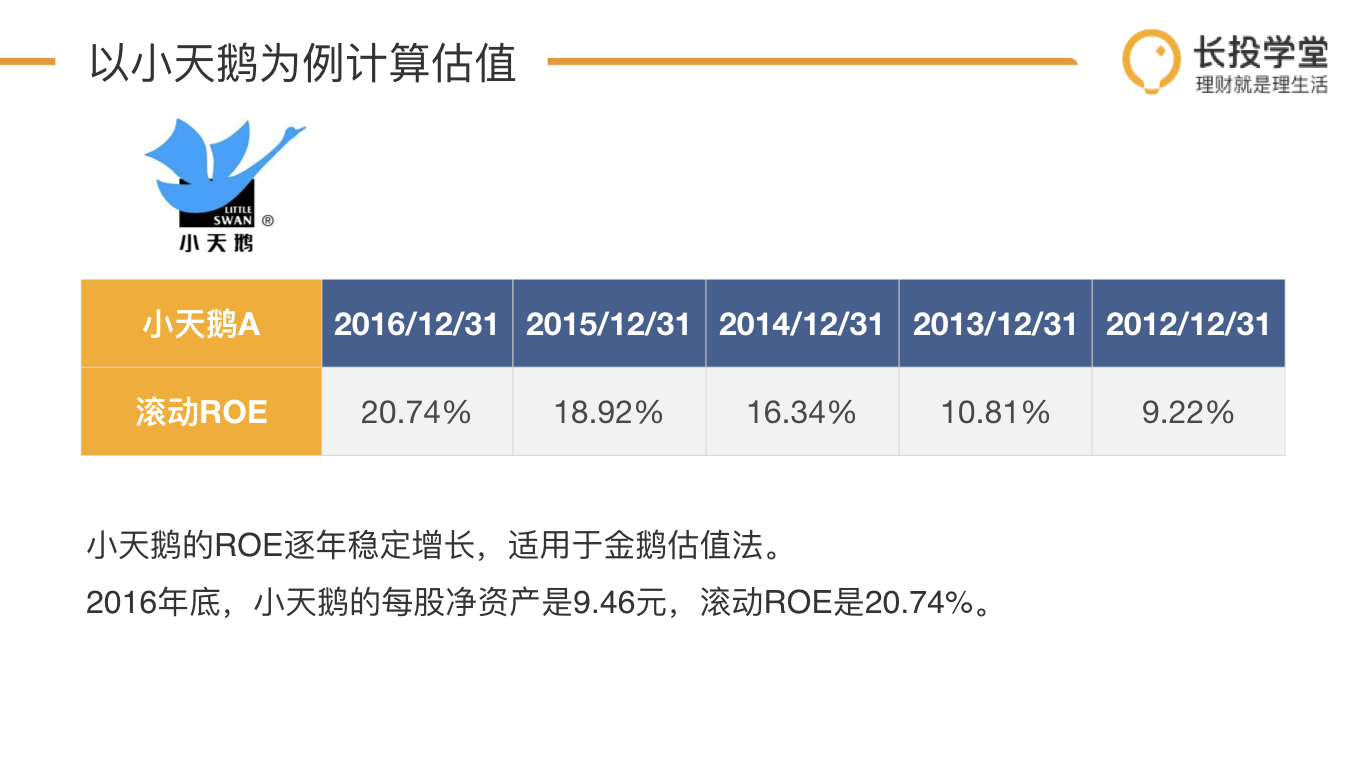 以小天鹅为例计算估值
长投学堂
理财就是理生活
LITTLE
SWAN ®
小天鹅
小天鹅A 2016/12/31 2015/12/31 2014/12/31 2013/12/31 2012/12/31
滚动ROE 20.74% 18.92% 16.34% 10.81% 9.22%
小天鹅的ROE逐年稳定增长，适用于金鹅估值法。
2016年底，小天鹅的每股净资产是9.46元，滚动ROE是20.74%。